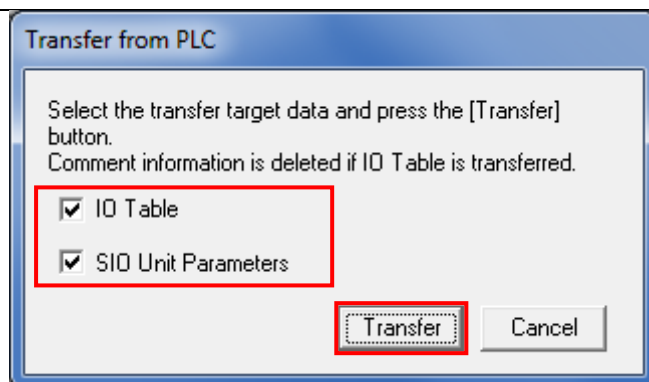 Transfer from PLC
Select the transfer target data and press the [Transfer]
button.
Comment information is deleted if IO Table is transferred.
IO Table
SIO Unit Parameters
Transfer
Cancel